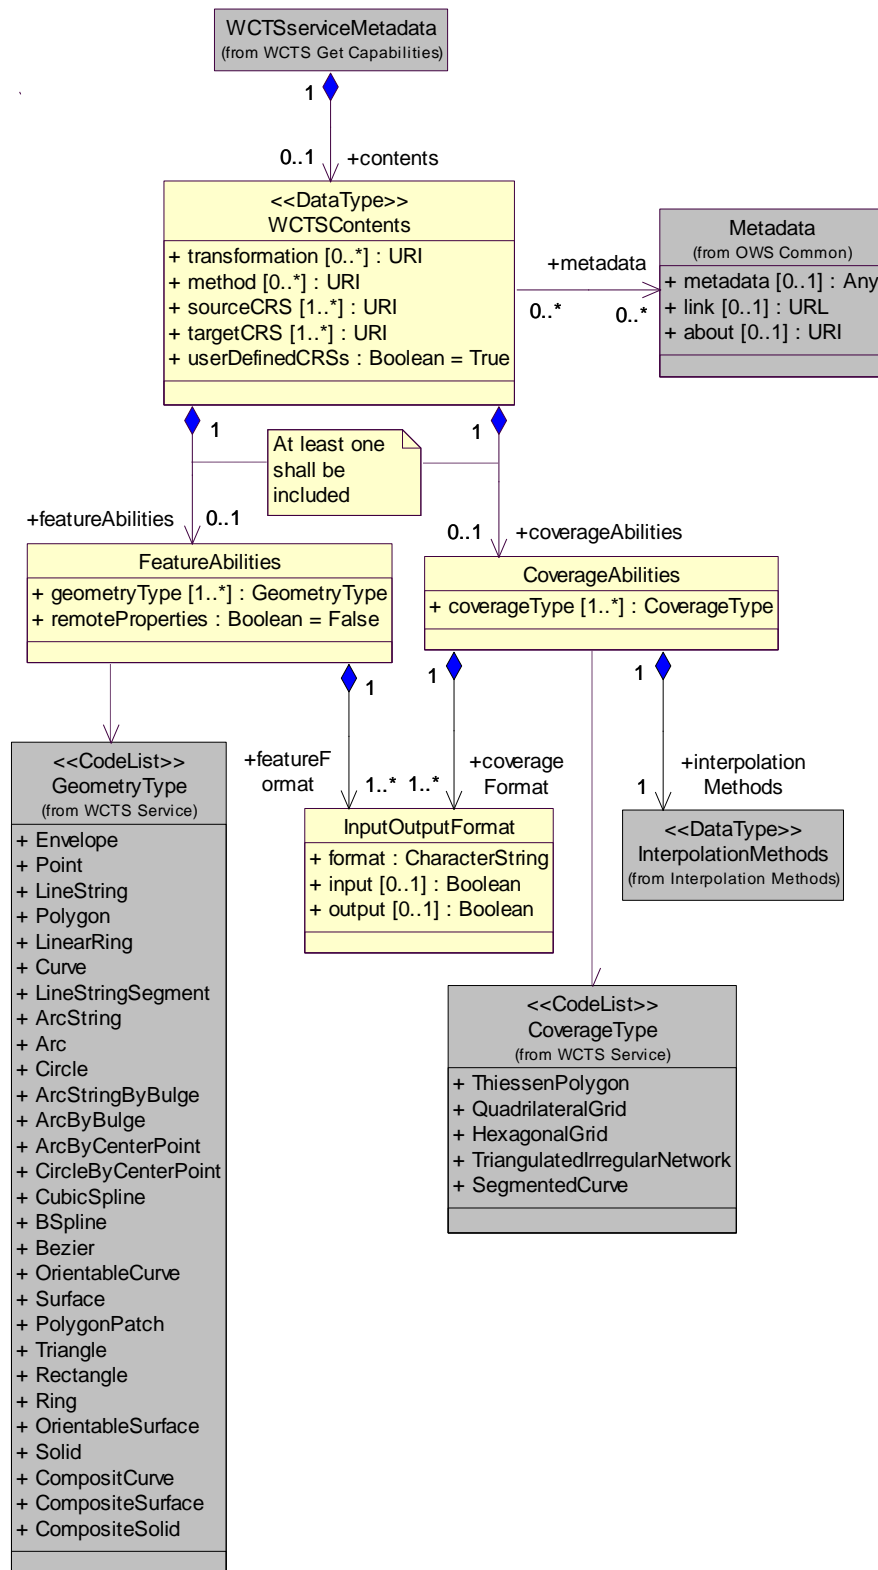 WCTSserviceMetadata
(from WCTS Get Capabilities)
1
0..1
+contents
<<DataType>>
WCTSContents
+ transformation [0..*] : URI
+ method [0..*] : URI
+ sourceCRS [1..*] : URI
+ targetCRS [1..*] : URI
+ userDefinedCRSs : Boolean = True
+metadata
0..*
0..*
Metadata
(from OWS Common)
+ metadata [0..1] : Any
+ link [0..1] : URL
+ about [0..1] : URI
1
1
At least one
shall be
included
+featureAbilities
0..1
0..1
+coverageAbilities
FeatureAbilities
+ geometryType [1..*] : GeometryType
+ remoteProperties : Boolean = False
CoverageAbilities
+ coverageType [1..*] : CoverageType
1
1
1
+featureF
ormat
1..*
1..*
+coverage
Format
+interpolation
Methods
1
<<CodeList>>
GeometryType
(from WCTS Service)
+ Envelope
+ Point
+ LineString
+ Polygon
+ LinearRing
+ Curve
+ LineStringSegment
+ ArcString
+ Arc
+ Circle
+ ArcStringByBulge
+ ArcByBulge
+ ArcByCenterPoint
+ CircleByCenterPoint
+ CubicSpline
+ BSpline
+ Bezier
+ OrientableCurve
+ Surface
+ PolygonPatch
+ Triangle
+ Rectangle
+ Ring
+ OrientableSurface
+ Solid
+ CompositCurve
+ CompositeSurface
+ CompositeSolid
InputOutputFormat
+ format : CharacterString
+ input [0..1] : Boolean
+ output [0..1] : Boolean
<<DataType>>
InterpolationMethods
(from Interpolation Methods)
<<CodeList>>
CoverageType
(from WCTS Service)
+ ThiessenPolygon
+ QuadrilateralGrid
+ HexagonalGrid
+ TriangulatedIrregularNetwork
+ SegmentedCurve